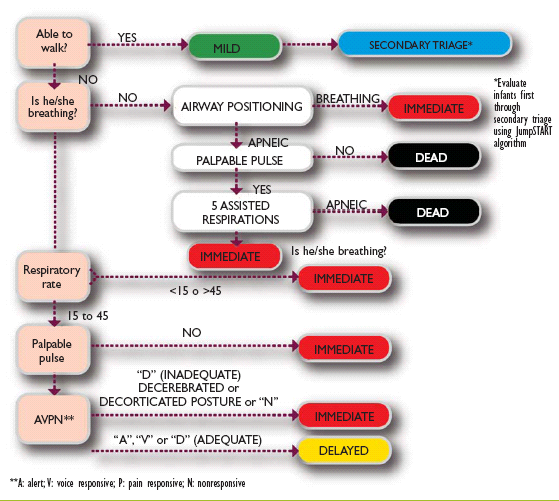 Able to
walk?
YES
MILD
SECONDARY TRIAGE*
NO
*Evaluate
infants first
through
secondary triage
using JumpSTART
algorithm
Is he/she
breathing?
NO
AIRWAY POSITIONING
BREATHING
IMMEDIATE
APNEIC
PALPABLE PULSE
NO
DEAD
YES
5 ASSISTED
RESPIRATIONS
APNEIC
DEAD
IMMEDIATE
Is he/she breathing?
Respiratory
rate
<15 o >45
IMMEDIATE
15 to 45
Palpable
pulse
NO
IMMEDIATE
AVPN**
“D” (INADEQUATE)
DECEREBRATED or
DECORTICATED POSTURE or “N”
IMMEDIATE
“A”, “V” or “D” (ADEQUATE)
DELAYED
**A: alert; V: voice responsive; P: pain responsive; N: nonresponsive